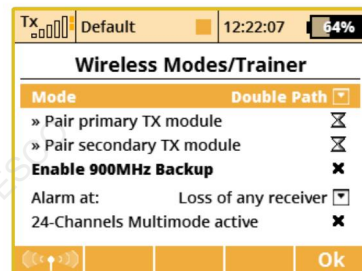 Tx Default 12:22:07 64%
Wireless Modes/Trainer
Mode Double Path
» Pair primary TX module
» Pair secondary TX module
Enable 900MHz Backup
Alarm at: Loss of any receiver
24-Channels Multimode active
Ok